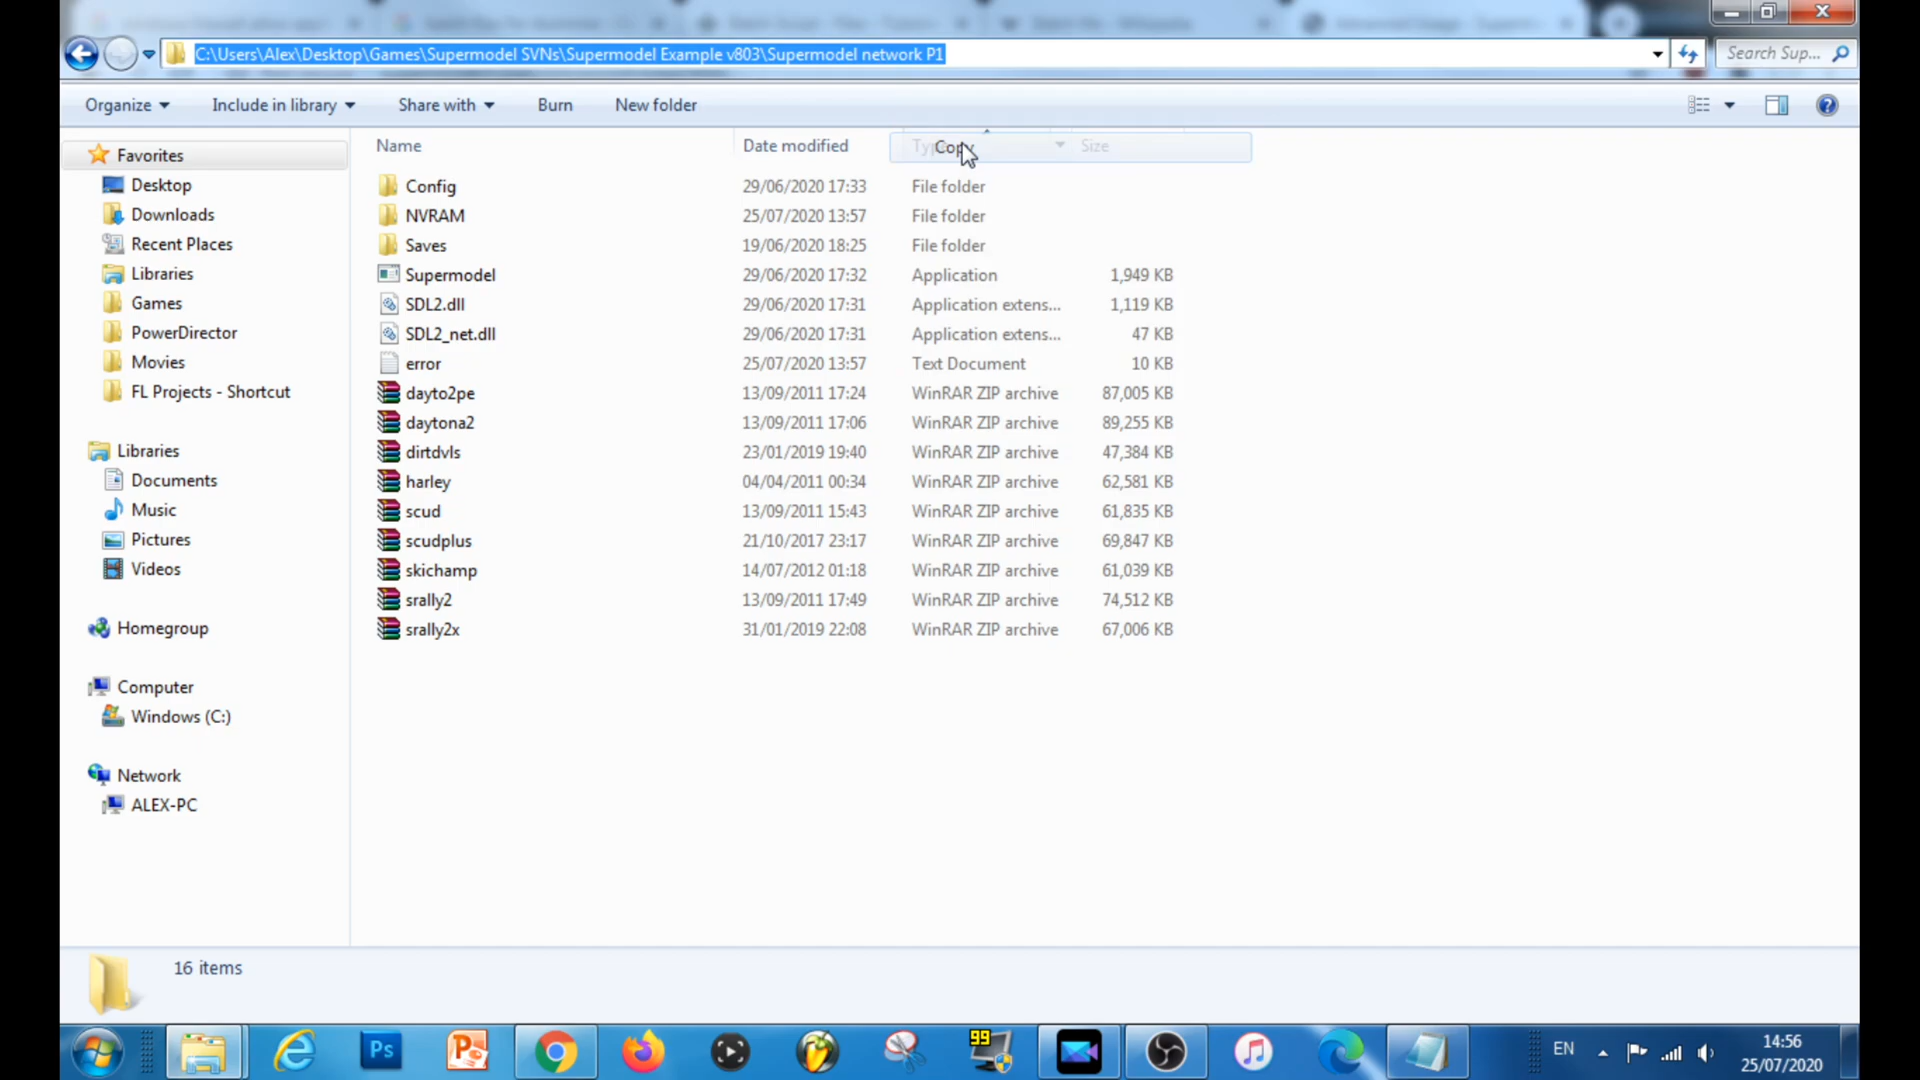 C:\Users\Alex\Desktop\Games\Supermodel SVNs\Supermodel Example v803\Supermodel network P1
Search Sup...
Organize
Include in library
Share with
Burn
New folder
Name
Date modified
Copy
Size
Favorites
Desktop
Downloads
Recent Places
Libraries
Games
PowerDirector
Movies
FL Projects - Shortcut
Libraries
Documents
Music
Pictures
Videos
Homegroup
Computer
Windows (C:)
Network
ALEX-PC
Config 29/06/2020 17:33 File folder
NVRAM 25/07/2020 13:57 File folder
Saves 19/06/2020 18:25 File folder
Supermodel 29/06/2020 17:32 Application 1,949 KB
SDL2.dll 29/06/2020 17:31 Application extens... 1,119 KB
SDL2_net.dll 29/06/2020 17:31 Application extens... 47 KB
error 25/07/2020 13:57 Text Document 10 KB
dayto2pe 13/09/2011 17:24 WinRAR ZIP archive 87,005 KB
daytona2 13/09/2011 17:06 WinRAR ZIP archive 89,255 KB
dirtdvls 23/01/2019 19:40 WinRAR ZIP archive 47,384 KB
harley 04/04/2011 00:34 WinRAR ZIP archive 62,581 KB
scud 13/09/2011 15:43 WinRAR ZIP archive 61,835 KB
scudplus 21/10/2017 23:17 WinRAR ZIP archive 69,847 KB
skichamp 14/07/2012 01:18 WinRAR ZIP archive 61,039 KB
srally2 13/09/2011 17:49 WinRAR ZIP archive 74,512 KB
srally2x 31/01/2019 22:08 WinRAR ZIP archive 67,006 KB
16 items
Ps
P
99
EN
14:56
25/07/2020